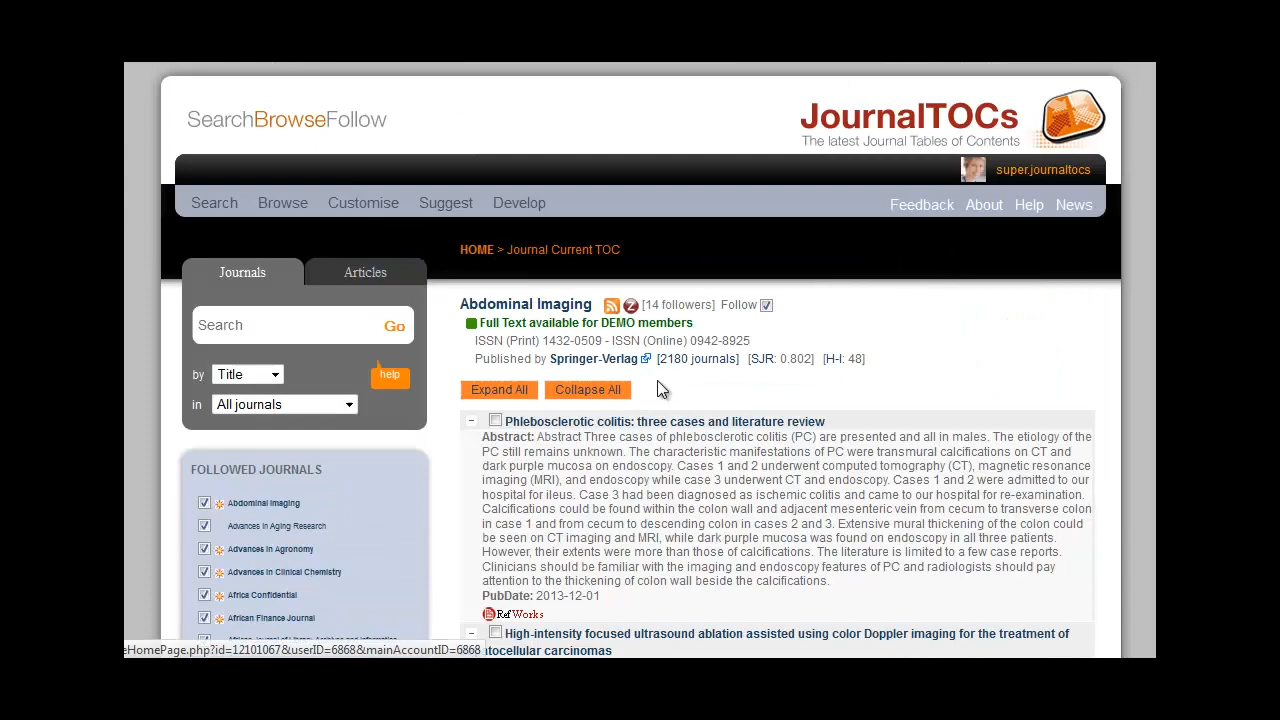 SearchBrowseFollow
JournalTOCs
The latest Journal Tables of Contents
super.journaltocs
Search Browse Customise Suggest Develop
Feedback About Help News
HOME > Journal Current TOC
Journals Articles
Search Go
by Title help
in All journals
FOLLOWED JOURNALS
Abdominal Imaging
Advances in Aging Research
Advances in Agronomy
Advances in Clinical Chemistry
Africa Confidential
African Finance Journal
Abdominal Imaging [14 followers] Follow
Full Text available for DEMO members
ISSN (Print) 1432-0509 - ISSN (Online) 0942-8925
Published by Springer-Verlag [2180 journals] [SJR: 0.802] [H-I: 48]
Expand All Collapse All
Phlebosclerotic colitis: three cases and literature review
Abstract: Abstract Three cases of phlebosclerotic colitis (PC) are presented and all in males. The etiology of the
PC still remains unknown. The characteristic manifestations of PC were transmural calcifications on CT and
dark purple mucosa on endoscopy. Cases 1 and 2 underwent computed tomography (CT), magnetic resonance
imaging (MRI), and endoscopy while case 3 underwent CT and endoscopy. Cases 1 and 2 were admitted to our
hospital for ileus. Case 3 had been diagnosed as ischemic colitis and came to our hospital for re-examination.
Calcifications could be found within the colon wall and adjacent mesenteric vein from cecum to transverse colon
in case 1 and from cecum to descending colon in cases 2 and 3. Extensive mural thickening of the colon could
be seen on CT imaging and MRI, while dark purple mucosa was found on endoscopy in all three patients.
However, their extents were more than those of calcifications. The literature is limited to a few case reports.
Clinicians should be familiar with the imaging and endoscopy features of PC and radiologists should pay
attention to the thickening of colon wall beside the calcifications.
PubDate: 2013-12-01
RefWorks
High-intensity focused ultrasound ablation assisted using color Doppler imaging for the treatment of
tocellular carcinomas
eHomePage.php?id=12101067&userID=6868&mainAccountID=6868